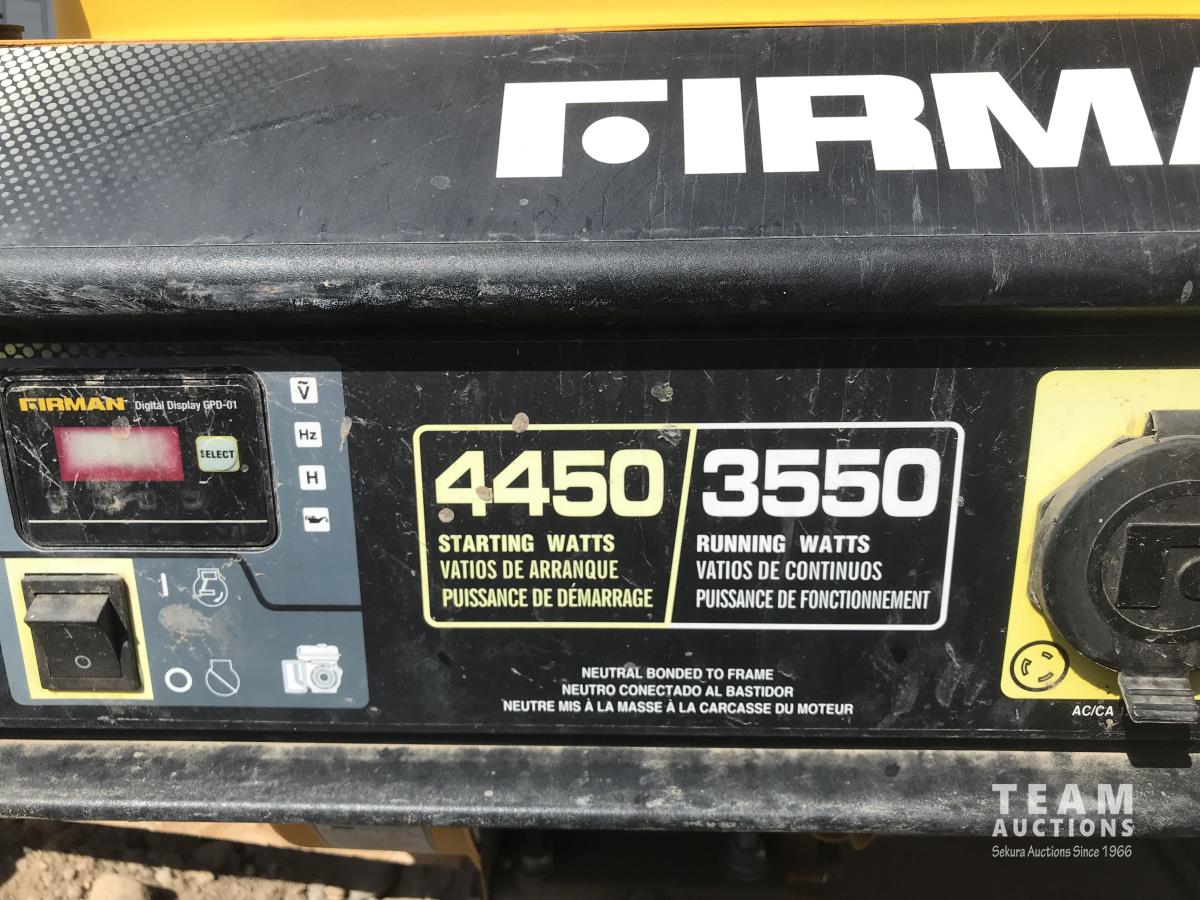 FIRMA
FIRMAN Digital Display GPD-01
SELECT
Ṽ
Hz
H
4450
STARTING WATTS
VATIOS DE ARRANQUE
PUISSANCE DE DÉMARRAGE
3550
RUNNING WATTS
VATIOS DE CONTINUOS
PUISSANCE DE FONCTIONNEMENT
NEUTRAL BONDED TO FRAME
NEUTRO CONECTADO AL BASTIDOR
NEUTRE MIS À LA MASSE À LA CARCASSE DU MOTEUR
AC/CA
TEAM
AUCTIONS
Sekura Auctions Since 1966